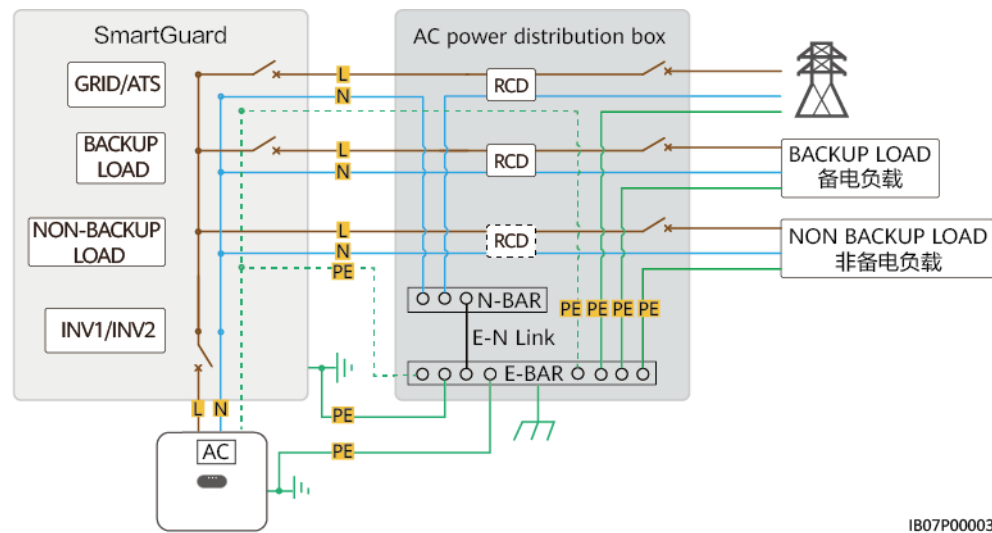 SmartGuard
AC power distribution box
GRID/ATS
L
N
RCD
BACKUP
LOAD
L
N
RCD
BACKUP LOAD
备电负载
NON-BACKUP
LOAD
L
N
PE
RCD
NON BACKUP LOAD
非备电负载
N-BAR
PE PE PE PE
INV1/INV2
E-N Link
E-BAR
L N
PE
AC
PE
IB07P00003